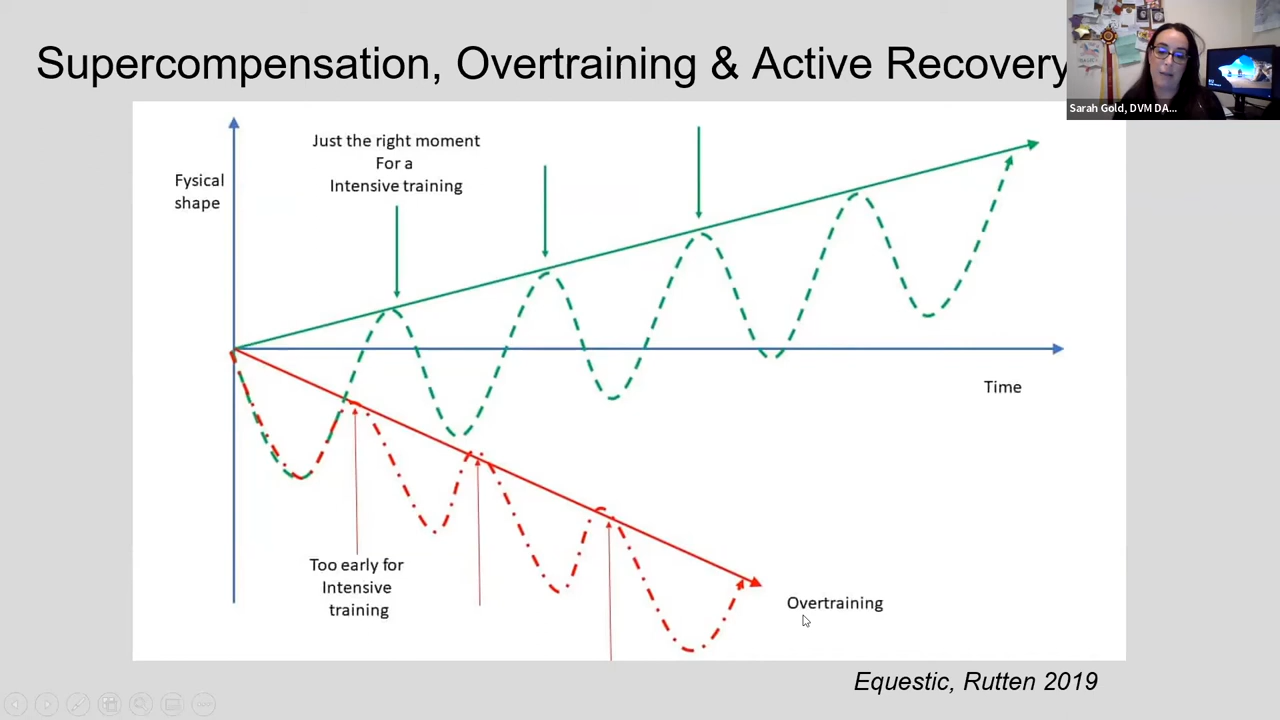 Supercompensation, Overtraining & Active Recovery
Sarah Gold, DVM DA...
Just the right moment
For a
Intensive training
Fysical
shape
Time
Too early for
Intensive
training
Overtraining
Equestic, Rutten 2019